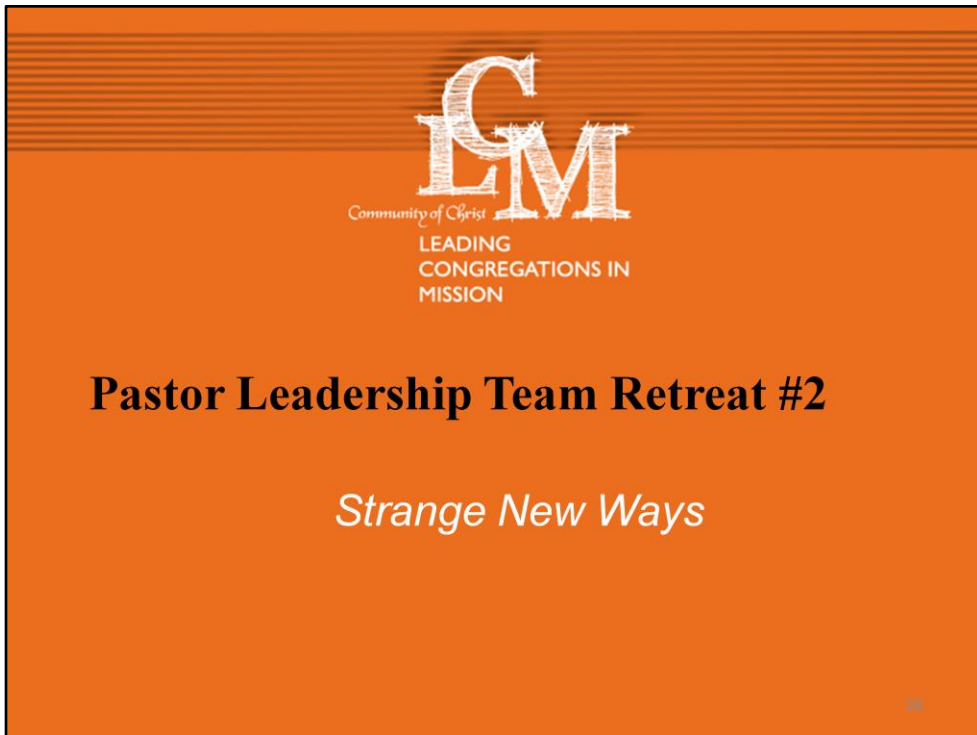 LCM
Community of Christ
LEADING
CONGREGATIONS IN
MISSION
Pastor Leadership Team Retreat #2
Strange New Ways